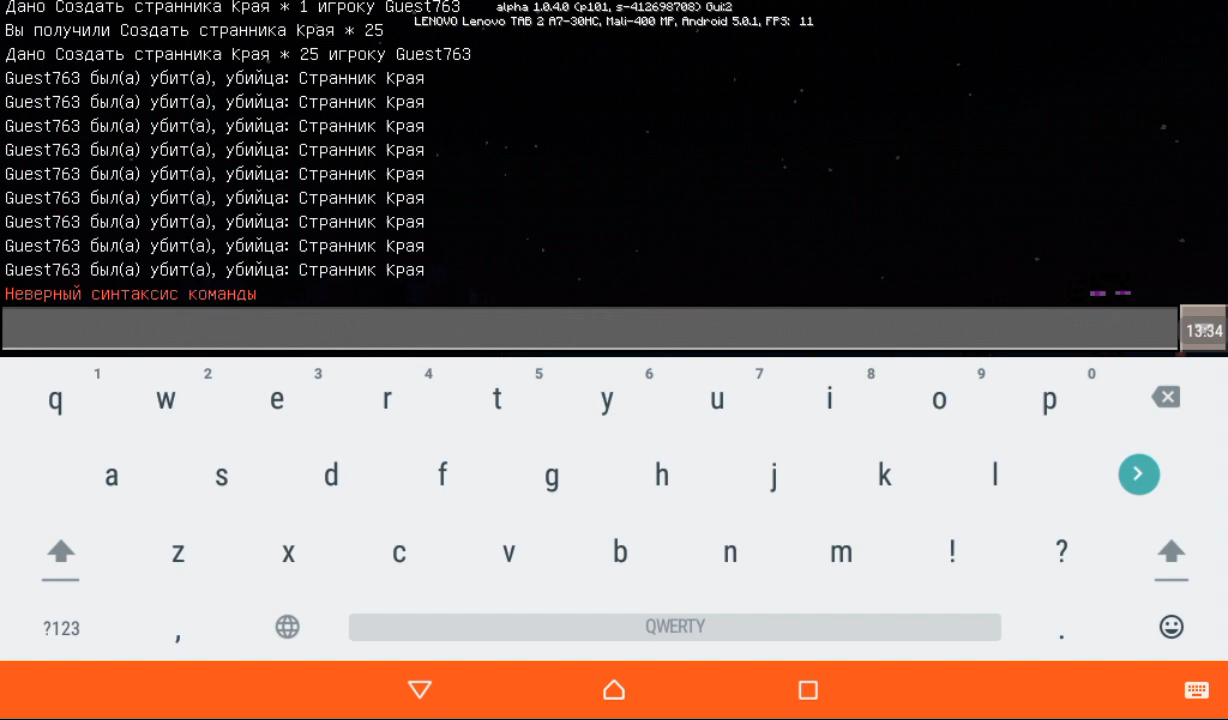 Дано Создать странника Края * 1 игроку Guest763
alpha 1.0.4.0 (p101, s-412698708) Gui:2
LENOVO Lenovo TAB 2 A7-30HC, Mali-400 MP, Android 5.0.1, FPS: 11
Вы получили Создать странника Края * 25
Дано Создать странника Края * 25 игроку Guest763
Guest763 был(а) убит(а), убийца: Странник Края
Guest763 был(а) убит(а), убийца: Странник Края
Guest763 был(а) убит(а), убийца: Странник Края
Guest763 был(а) убит(а), убийца: Странник Края
Guest763 был(а) убит(а), убийца: Странник Края
Guest763 был(а) убит(а), убийца: Странник Края
Guest763 был(а) убит(а), убийца: Странник Края
Guest763 был(а) убит(а), убийца: Странник Края
Guest763 был(а) убит(а), убийца: Странник Края
Неверный синтаксис команды
13:34
1 2 3 4 5 6 7 8 9 0
q w e r t y u i o p
a s d f g h j k l
z x c v b n m ! ?
?123 , QWERTY .